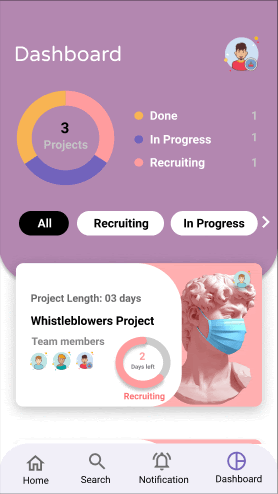 Dashboard
3
Projects
Done 1
In Progress 1
Recruiting 1
All Recruiting In Progress
Project Length: 03 days
Whistleblowers Project
Team members
2
Days left
Recruiting
Home Search Notification Dashboard